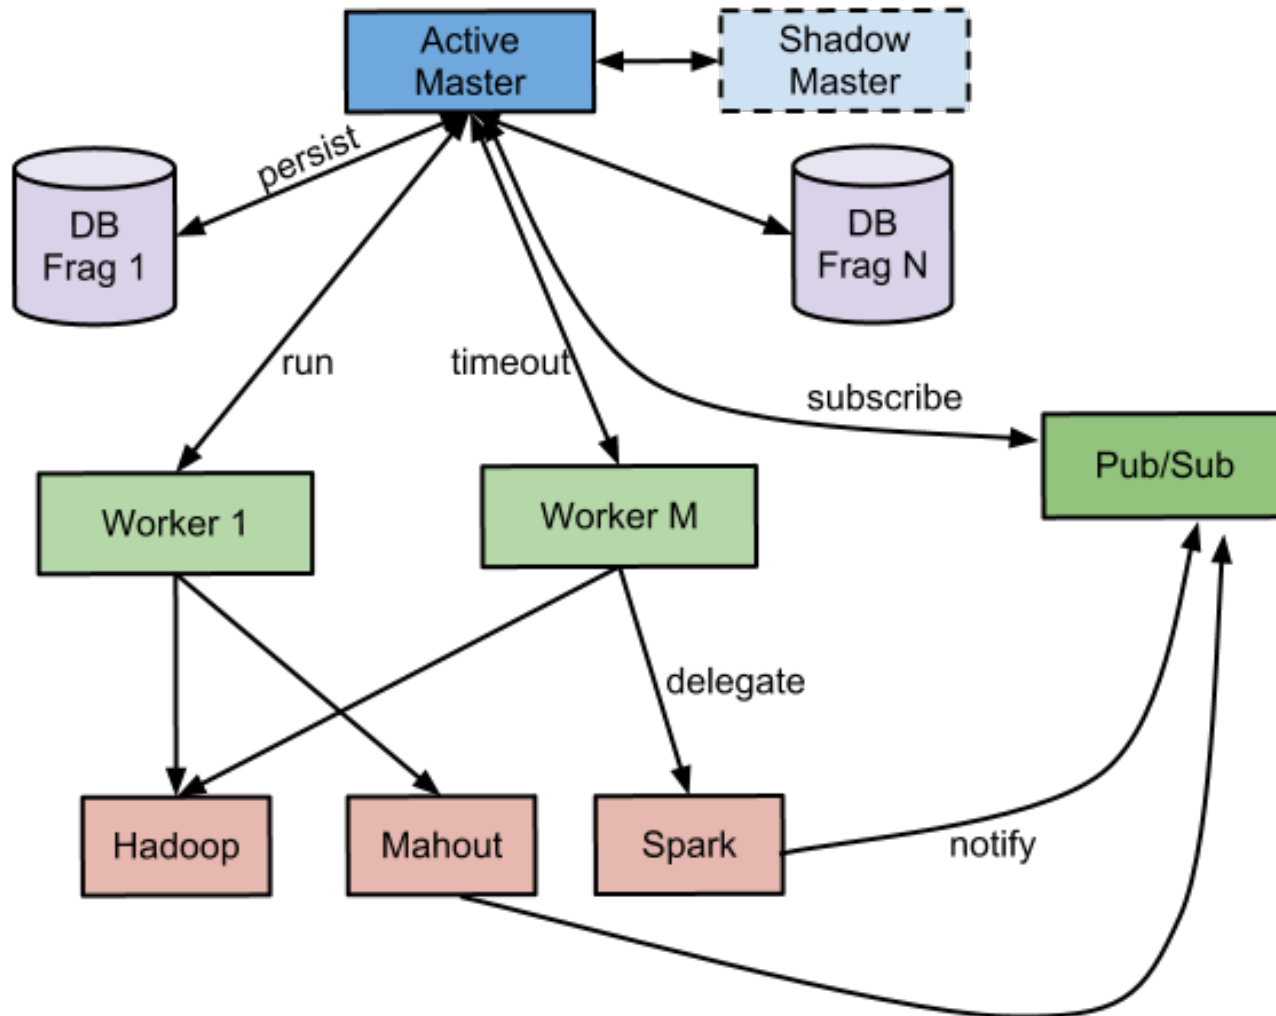 Active
Master
Shadow
Master
persist
DB
Frag 1
DB
Frag N
run
timeout
subscribe
Pub/Sub
Worker 1
Worker M
delegate
Hadoop
Mahout
Spark
notify